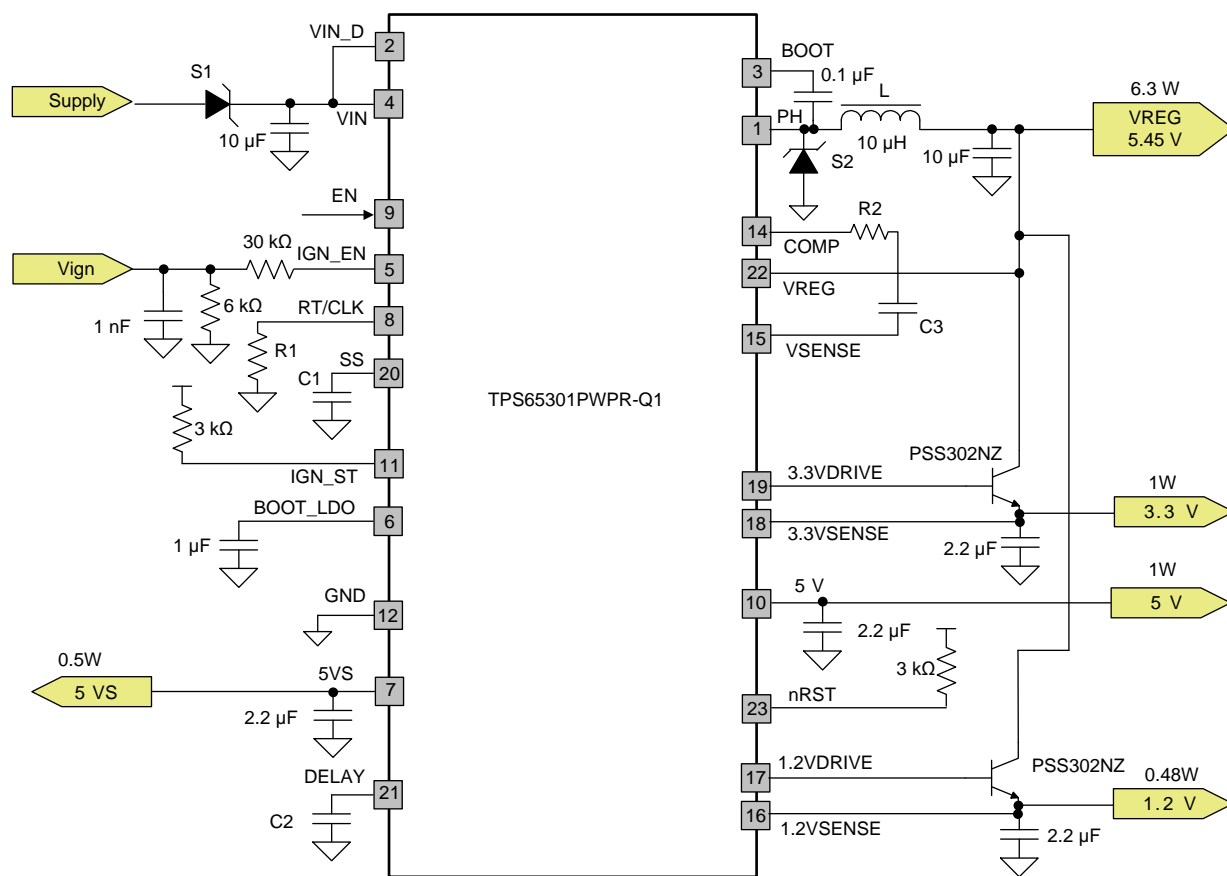 VIN_D
2
S1
Supply
4
VIN
10 µF
EN
9
30 kΩ
IGN_EN
Vign
5
6 kΩ
1 nF
RT/CLK
8
R1
SS
20
C1
3 kΩ
11
IGN_ST
BOOT_LDO
6
1 µF
GND
12
0.5W
5VS
5 VS
7
2.2 µF
DELAY
21
C2
TPS65301PWPR-Q1
BOOT
3
0.1 µF
L
6.3 W
PH
1
VREG
5.45 V
10 µH
10 µF
S2
R2
14
COMP
22
VREG
C3
15
VSENSE
PSS302NZ
19
3.3VDRIVE
1W
3.3 V
18
3.3VSENSE
2.2 µF
1W
5 V
10
5 V
2.2 µF
3 kΩ
nRST
23
1.2VDRIVE
17
PSS302NZ
0.48W
1.2 V
16
1.2VSENSE
2.2 µF